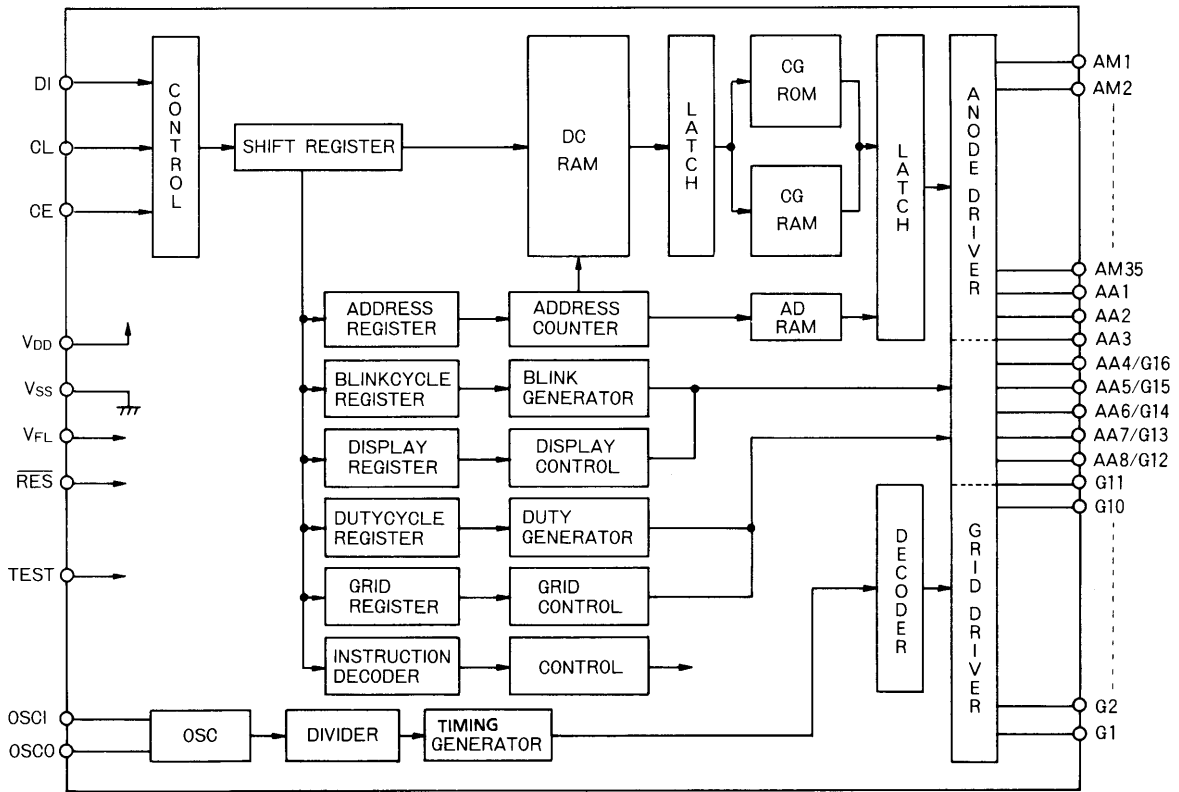 DI
CL
CE
VDD
VSS
VFL
RES
TEST
OSCI
OSCO
CONTROL
SHIFT REGISTER
DC
RAM
LATCH
CG
ROM
CG
RAM
LATCH
ANODE DRIVER
ADDRESS
REGISTER
ADDRESS
COUNTER
AD
RAM
BLINKCYCLE
REGISTER
BLINK
GENERATOR
DISPLAY
REGISTER
DISPLAY
CONTROL
DUTYCYCLE
REGISTER
DUTY
GENERATOR
GRID
REGISTER
GRID
CONTROL
INSTRUCTION
DECODER
CONTROL
OSC
DIVIDER
TIMING
GENERATOR
DECODER
GRID DRIVER
AM1
AM2
AM35
AA1
AA2
AA3
AA4/G16
AA5/G15
AA6/G14
AA7/G13
AA8/G12
G11
G10
G2
G1